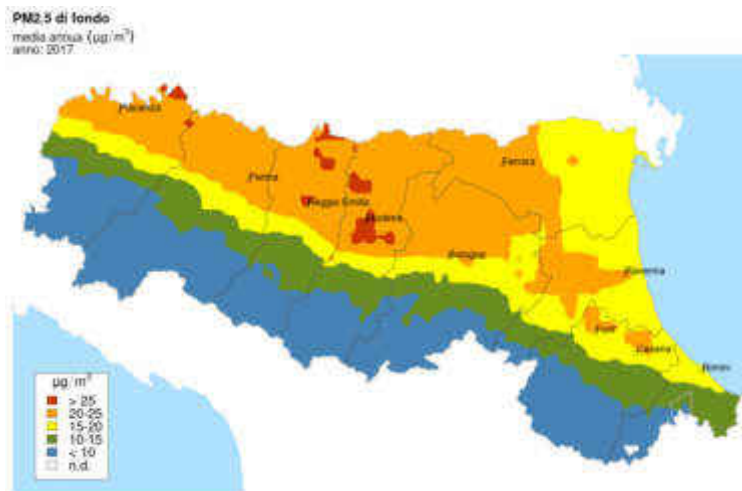 PM2.5 di fondo
media annua (µg/m³)
anno: 2017
Piacenza
Parma
Reggio Emilia
Modena
Ferrara
Bologna
Ravenna
Forlì
Cesena
Rimini
µg/m³
> 25
20-25
15-20
10-15
< 10
n.d.